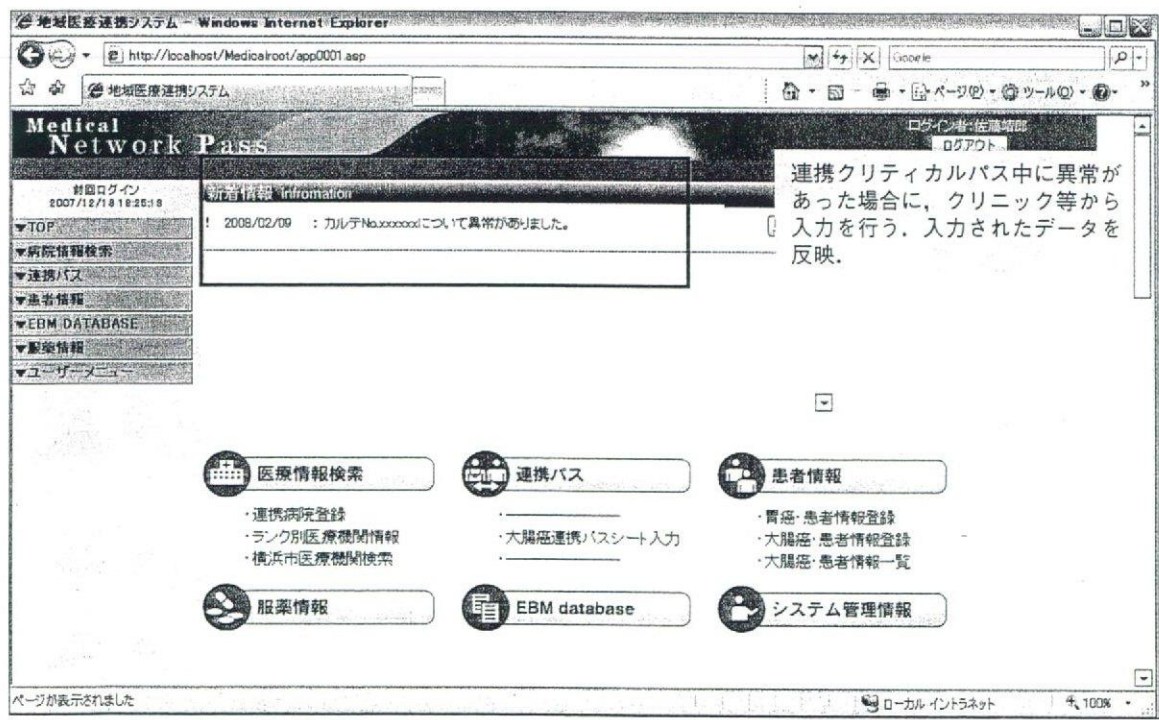 地域医療連携システム - Windows Internet Explorer
http://localhost/Medicalroot/app0001.asp
Google
地域医療連携システム
ページ(P)
ツール(O)
Medical
Network Pass
ログイン者:佐藤靖郎
ログアウト
前回ログイン
2007/12/18 18:25:18
▼TOP
▼病院情報検索
▼連携パス
▼患者情報
▼EBM DATABASE
▼服薬情報
▼ユーザーメニュー
新着情報 infromation
! 2008/02/09 : カルテNo.xxxxxxxについて異常がありました。
連携クリティカルパス中に異常が
あった場合に,クリニック等から
入力を行う.入力されたデータを
反映.
医療情報検索
・連携病院登録
・ランク別医療機関情報
・横浜市医療機関検索
連携パス
・大腸癌連携パスシート入力
患者情報
・胃癌・患者情報登録
・大腸癌・患者情報登録
・大腸癌・患者情報一覧
服薬情報
EBM database
システム管理情報
ページが表示されました
ローカル イントラネット
100%